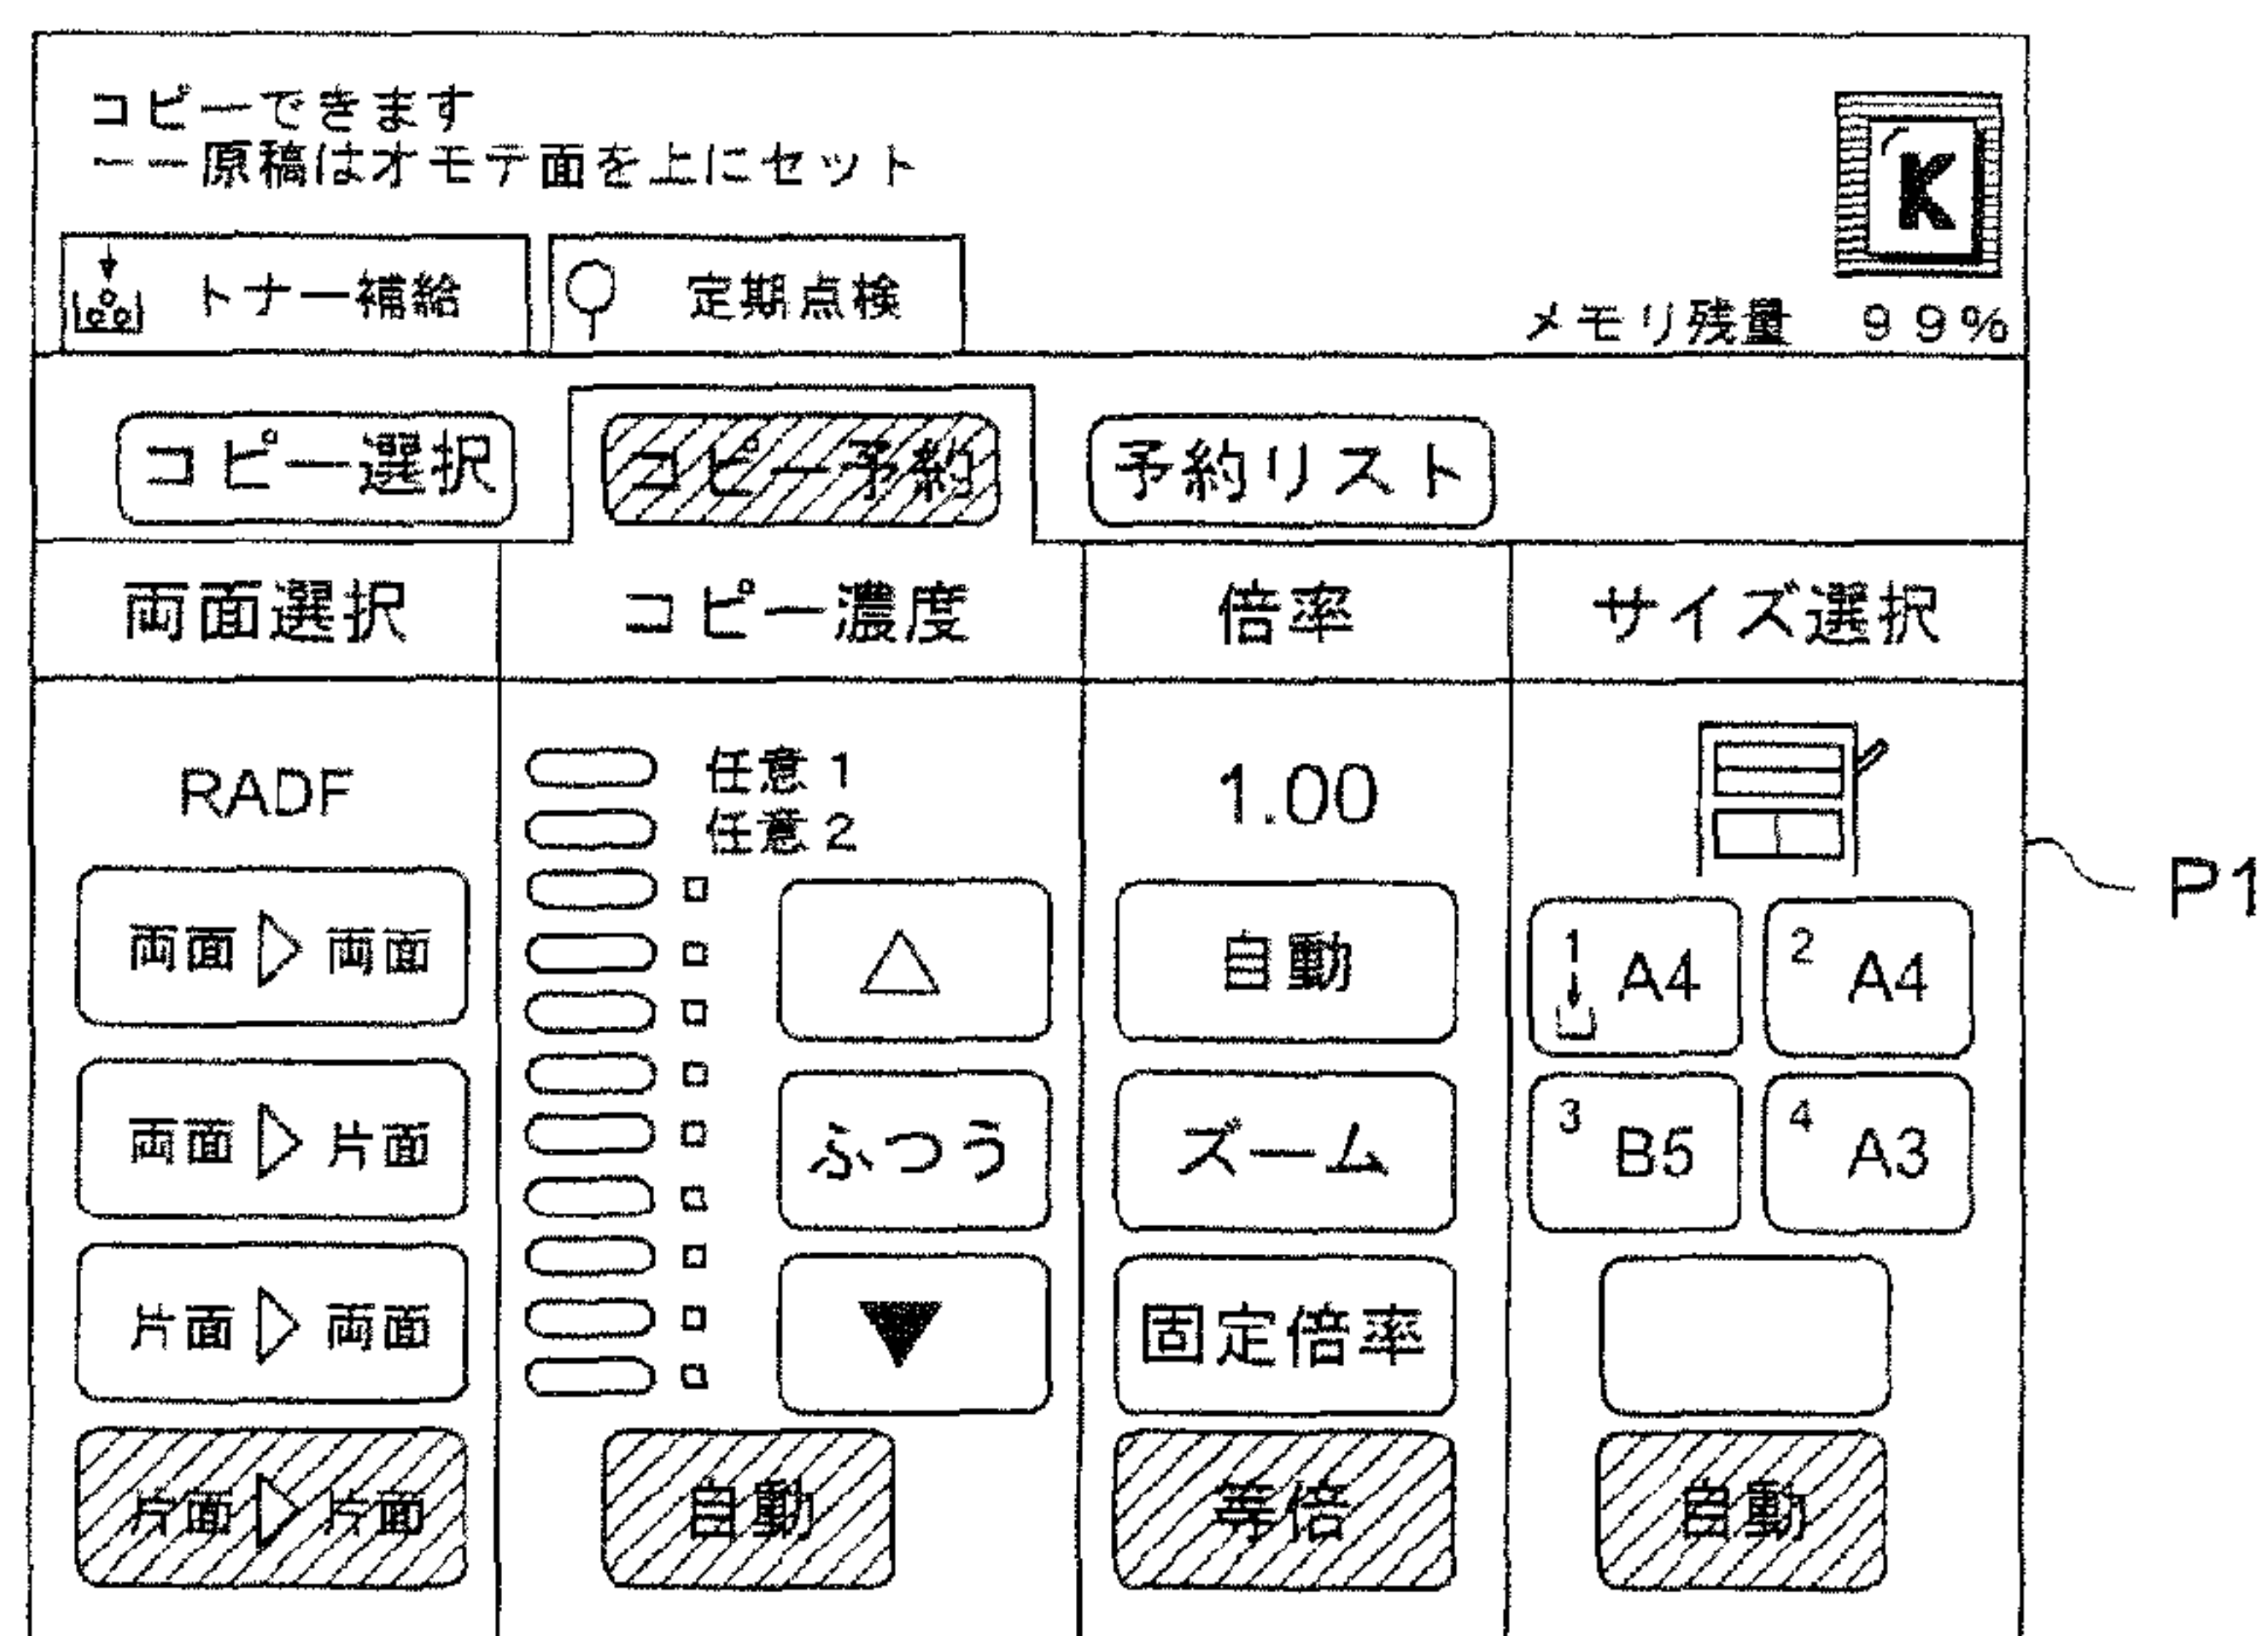 コピーできます
ーー原稿はオモテ面を上にセット
K
トナー補給 定期点検
メモリ残量 99%
コピー選択 コピー予約 予約リスト
両面選択 コピー濃度 倍率 サイズ選択
RADF
両面▷両面
両面▷片面
片面▷両面
片面▷片面
任意1
任意2
△
ふつう
▼
自動
1.00
自動
ズーム
固定倍率
等倍
1 A4
2 A4
3 B5
4 A3
自動
P1